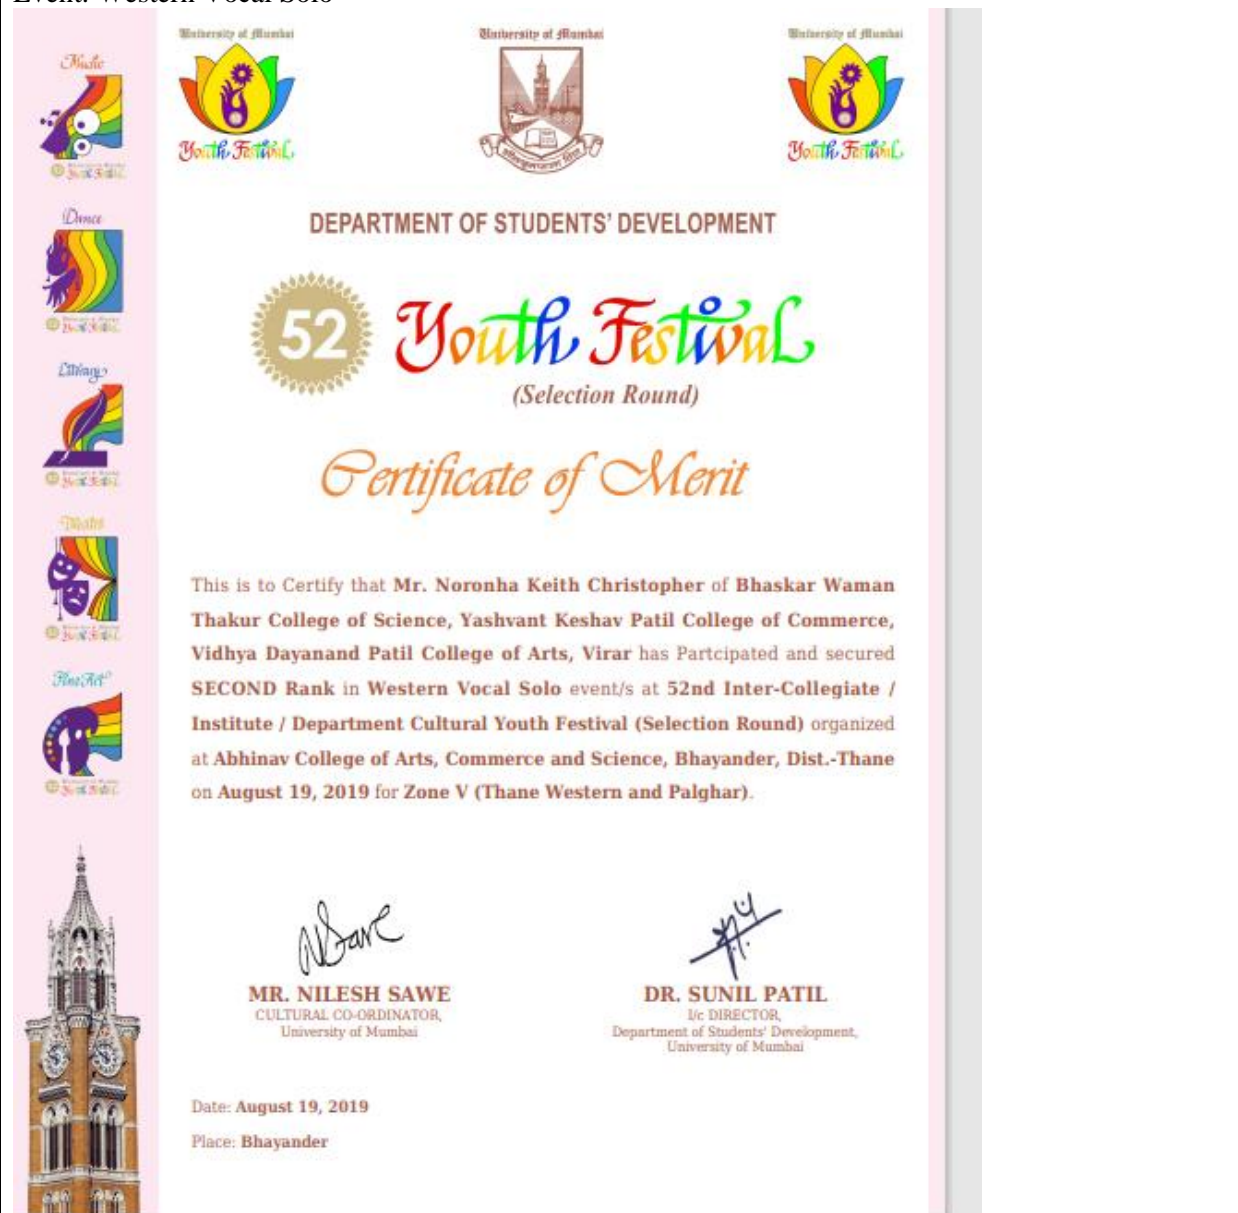 Event: Western Vocal Solo
University of Mumbai
University of Mumbai
University of Mumbai
Youth Festival
Youth Festival
Music
Dance
Literary
Theatre
Fine Art
DEPARTMENT OF STUDENTS' DEVELOPMENT
52 Youth Festival
(Selection Round)
Certificate of Merit
This is to Certify that Mr. Noronha Keith Christopher of Bhaskar Waman
Thakur College of Science, Yashvant Keshav Patil College of Commerce,
Vidhya Dayanand Patil College of Arts, Virar has Partcipated and secured
SECOND Rank in Western Vocal Solo event/s at 52nd Inter-Collegiate /
Institute / Department Cultural Youth Festival (Selection Round) organized
at Abhinav College of Arts, Commerce and Science, Bhayander, Dist.-Thane
on August 19, 2019 for Zone V (Thane Western and Palghar).
MR. NILESH SAWE
CULTURAL CO-ORDINATOR,
University of Mumbai
DR. SUNIL PATIL
I/c DIRECTOR,
Department of Students' Development,
University of Mumbai
Date: August 19, 2019
Place: Bhayander